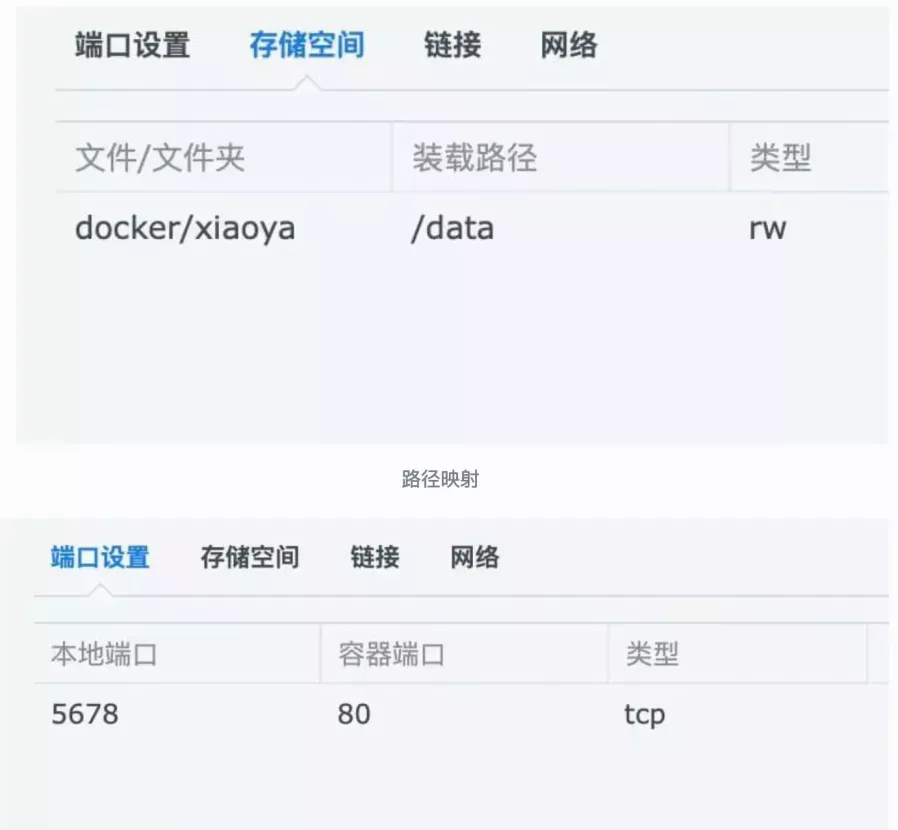 端口设置 存储空间 链接 网络
文件/文件夹 装载路径 类型
docker/xiaoya /data rw
路径映射
端口设置 存储空间 链接 网络
本地端口 容器端口 类型
5678 80 tcp